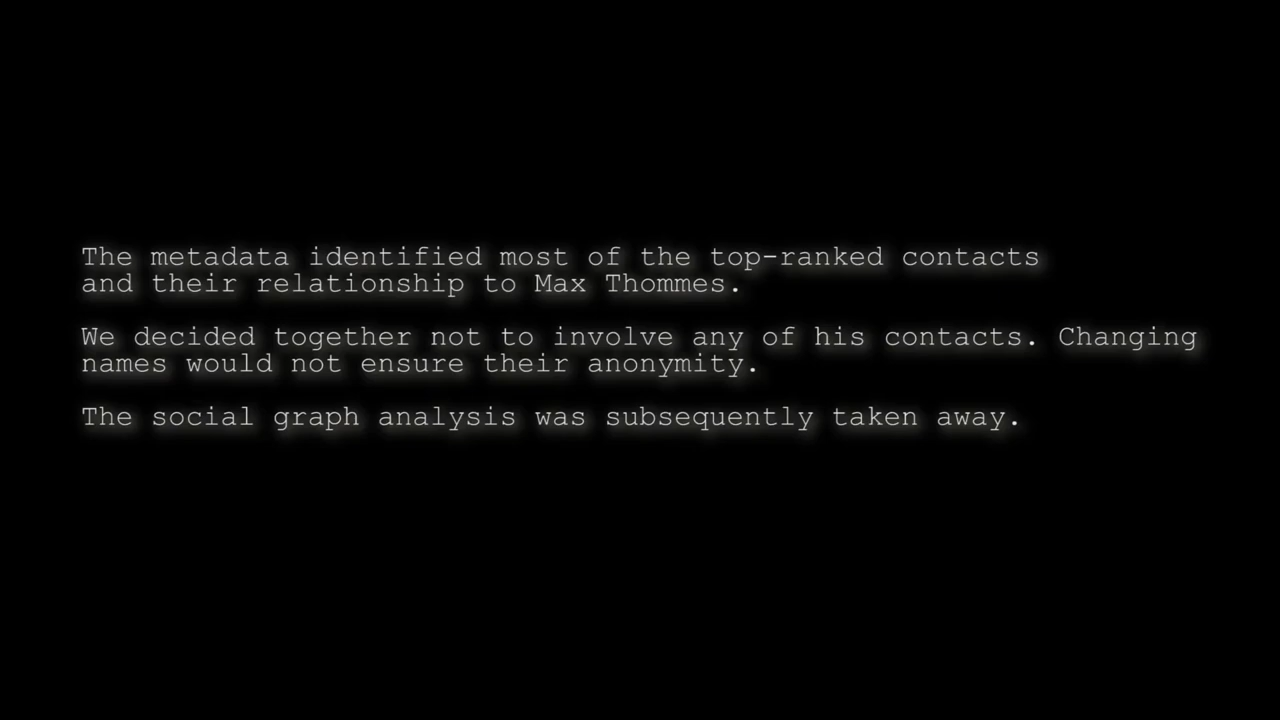 The metadata identified most of the top-ranked contacts
and their relationship to Max Thommes.
We decided together not to involve any of his contacts. Changing
names would not ensure their anonymity.
The social graph analysis was subsequently taken away.